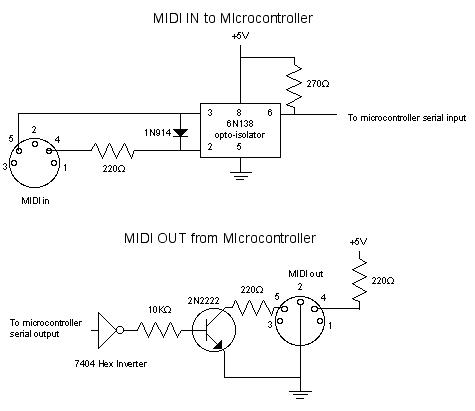 MIDI IN to MIcrocontroller
+5V
270Ω
3 8 6
6N138
opto-isolator
2 5
To microcontroller serial input
1N914
2
5 4
3 1
220Ω
MIDI in
MIDI OUT from MIcrocontroller
+5V
220Ω
MIDI out
2
5 4
3 1
220Ω
2N2222
10KΩ
To microcontroller
serial output
7404 Hex Inverter